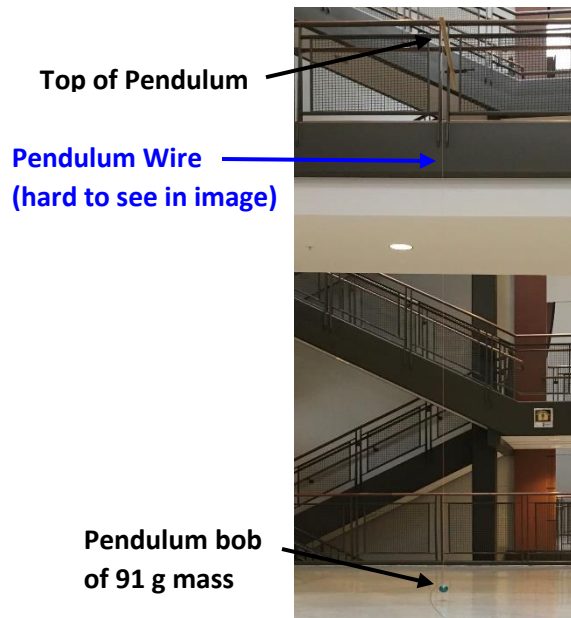 Top of Pendulum
Pendulum Wire
(hard to see in image)
Pendulum bob
of 91 g mass